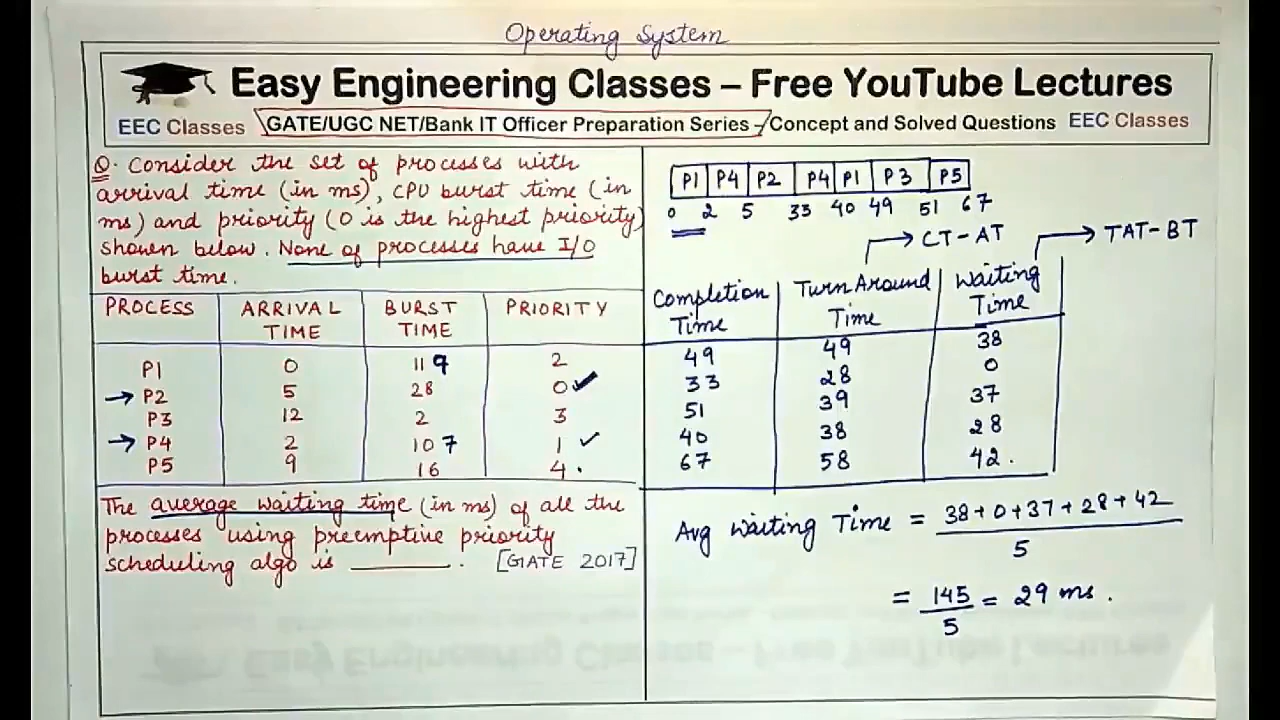 Operating System
Easy Engineering Classes – Free YouTube Lectures
EEC Classes GATE/UGC NET/Bank IT Officer Preparation Series – Concept and Solved Questions EEC Classes
Q. Consider the set of processes with
arrival time (in ms), CPU burst time (in
ms) and priority (0 is the highest priority)
shown below. None of processes have I/O
burst time.
PROCESS ARRIVAL TIME BURST TIME PRIORITY
P1 0 11 9 2
→ P2 5 28 0 ✓
P3 12 2 3
→ P4 2 10 7 1 ✓
P5 9 16 4.
The average waiting time (in ms) of all the
processes using preemptive priority
scheduling algo is ______. [GATE 2017]
P1 P4 P2 P4 P1 P3 P5
0 2 5 33 40 49 51 67
→ CT-AT → TAT-BT
Completion Time Turn Around Time Waiting Time
49 49 38
33 28 0
51 39 37
40 38 28
67 58 42.
Avg Waiting Time = 38+0+37+28+42
5
= 145/5 = 29 ms.